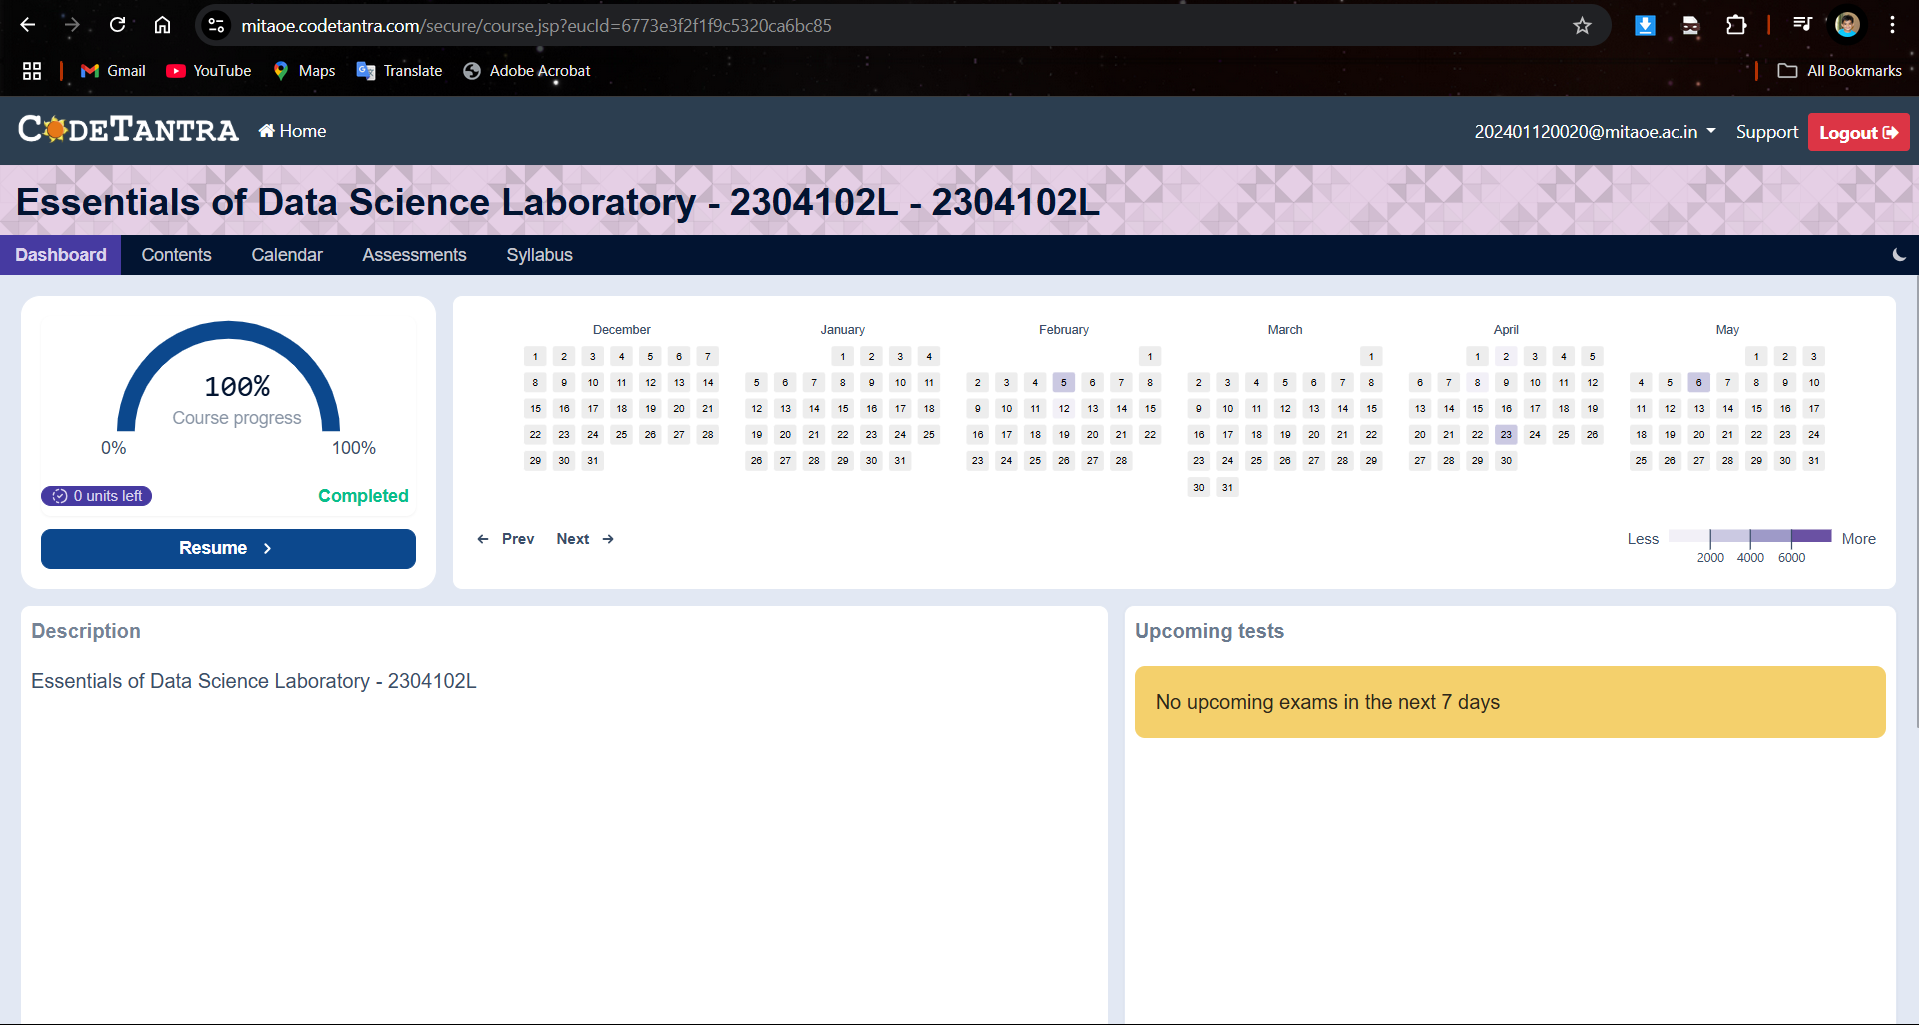 mitaoe.codetantra.com/secure/course.jsp?eucId=6773e3f2f1f9c5320ca6bc85
Gmail YouTube Maps Translate Adobe Acrobat All Bookmarks
CODETANTRA Home 202401120020@mitaoe.ac.in Support Logout
Essentials of Data Science Laboratory - 2304102L - 2304102L
Dashboard Contents Calendar Assessments Syllabus
100%
Course progress
0% 100%
0 units left Completed
Resume
December
1 2 3 4 5 6 7
8 9 10 11 12 13 14
15 16 17 18 19 20 21
22 23 24 25 26 27 28
29 30 31
January
1 2 3 4
5 6 7 8 9 10 11
12 13 14 15 16 17 18
19 20 21 22 23 24 25
26 27 28 29 30 31
February
1
2 3 4 5 6 7 8
9 10 11 12 13 14 15
16 17 18 19 20 21 22
23 24 25 26 27 28
March
1
2 3 4 5 6 7 8
9 10 11 12 13 14 15
16 17 18 19 20 21 22
23 24 25 26 27 28 29
30 31
April
1 2 3 4 5
6 7 8 9 10 11 12
13 14 15 16 17 18 19
20 21 22 23 24 25 26
27 28 29 30
May
1 2 3
4 5 6 7 8 9 10
11 12 13 14 15 16 17
18 19 20 21 22 23 24
25 26 27 28 29 30 31
← Prev Next →
Less More
2000 4000 6000
Description
Essentials of Data Science Laboratory - 2304102L
Upcoming tests
No upcoming exams in the next 7 days